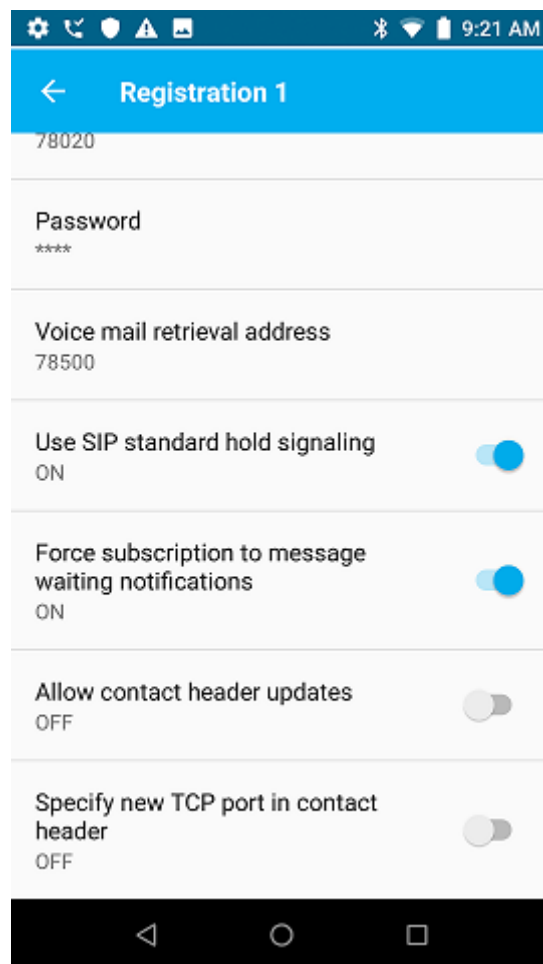 9:21 AM
Registration 1
78020
Password
****
Voice mail retrieval address
78500
Use SIP standard hold signaling
ON
Force subscription to message
waiting notifications
ON
Allow contact header updates
OFF
Specify new TCP port in contact
header
OFF